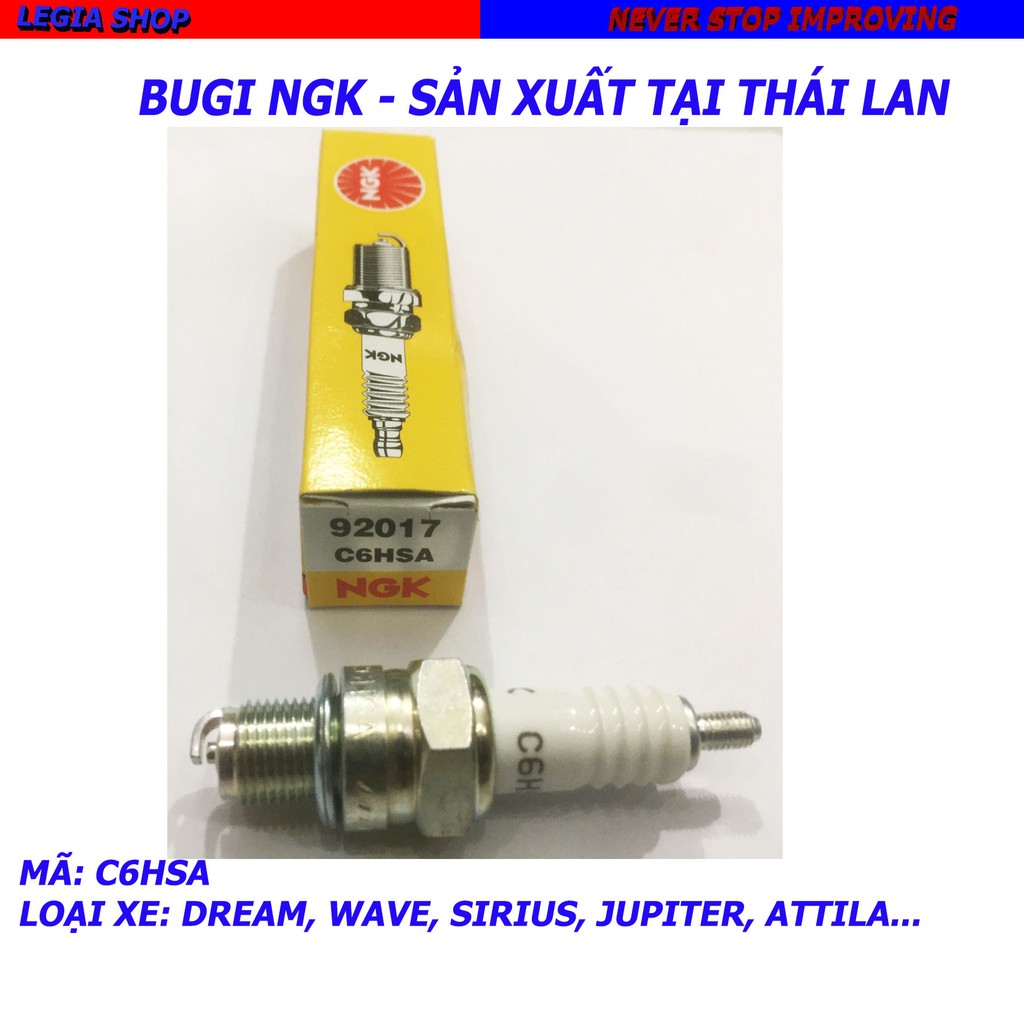 LEGIA SHOP
NEVER STOP IMPROVING
BUGI NGK - SẢN XUẤT TẠI THÁI LAN
NGK
NGK
92017
C6HSA
NGK
C6H
MÃ: C6HSA
LOẠI XE: DREAM, WAVE, SIRIUS, JUPITER, ATTILA...